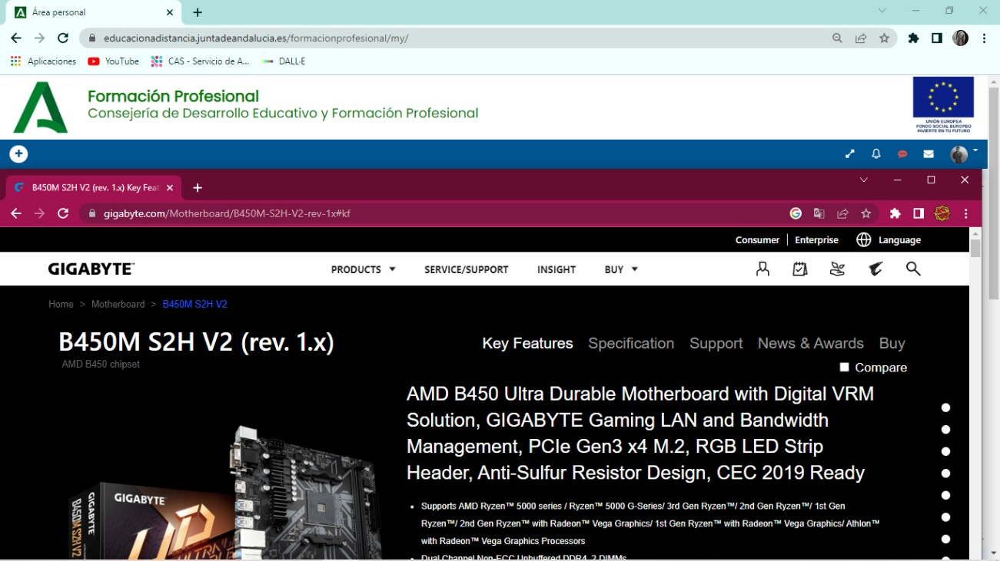 Área personal
educacionadistancia.juntadeandalucia.es/formacionprofesional/my/
Aplicaciones YouTube CAS - Servicio de A... DALL·E
Formación Profesional
Consejería de Desarrollo Educativo y Formación Profesional
UNIÓN EUROPEA
FONDO SOCIAL EUROPEO
INVIERTE EN TU FUTURO
B450M S2H V2 (rev. 1.x) Key Feat
gigabyte.com/Motherboard/B450M-S2H-V2-rev-1x#kf
Consumer Enterprise Language
GIGABYTE™ PRODUCTS SERVICE/SUPPORT INSIGHT BUY
Home > Motherboard > B450M S2H V2
B450M S2H V2 (rev. 1.x)
AMD B450 chipset
Key Features Specification Support News & Awards Buy
Compare
AMD B450 Ultra Durable Motherboard with Digital VRM
Solution, GIGABYTE Gaming LAN and Bandwidth
Management, PCIe Gen3 x4 M.2, RGB LED Strip
Header, Anti-Sulfur Resistor Design, CEC 2019 Ready
• Supports AMD Ryzen™ 5000 series / Ryzen™ 5000 G-Series/ 3rd Gen Ryzen™/ 2nd Gen Ryzen™/ 1st Gen
Ryzen™/ 2nd Gen Ryzen™ with Radeon™ Vega Graphics/ 1st Gen Ryzen™ with Radeon™ Vega Graphics/ Athlon™
with Radeon™ Vega Graphics Processors
• Dual Channel Non-ECC Unbuffered DDR4, 2 DIMMs
GIGABYTE™
GIGABYTE
B450M S2H V2